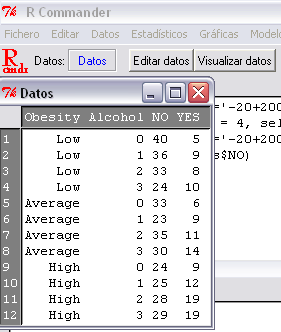 R Commander
Fichero Editar Datos Estadísticos Gráficas
R cmdr Datos: Datos Editar datos Visualizar datos
='-20+200
= 4, sel
='-20+200
s$NO)
Datos
Obesity Alcohol NO YES
1 Low 0 40 5
2 Low 1 36 9
3 Low 2 33 8
4 Low 3 24 10
5 Average 0 33 6
6 Average 1 23 9
7 Average 2 35 11
8 Average 3 30 14
9 High 0 24 9
10 High 1 25 12
11 High 2 28 19
12 High 3 29 19